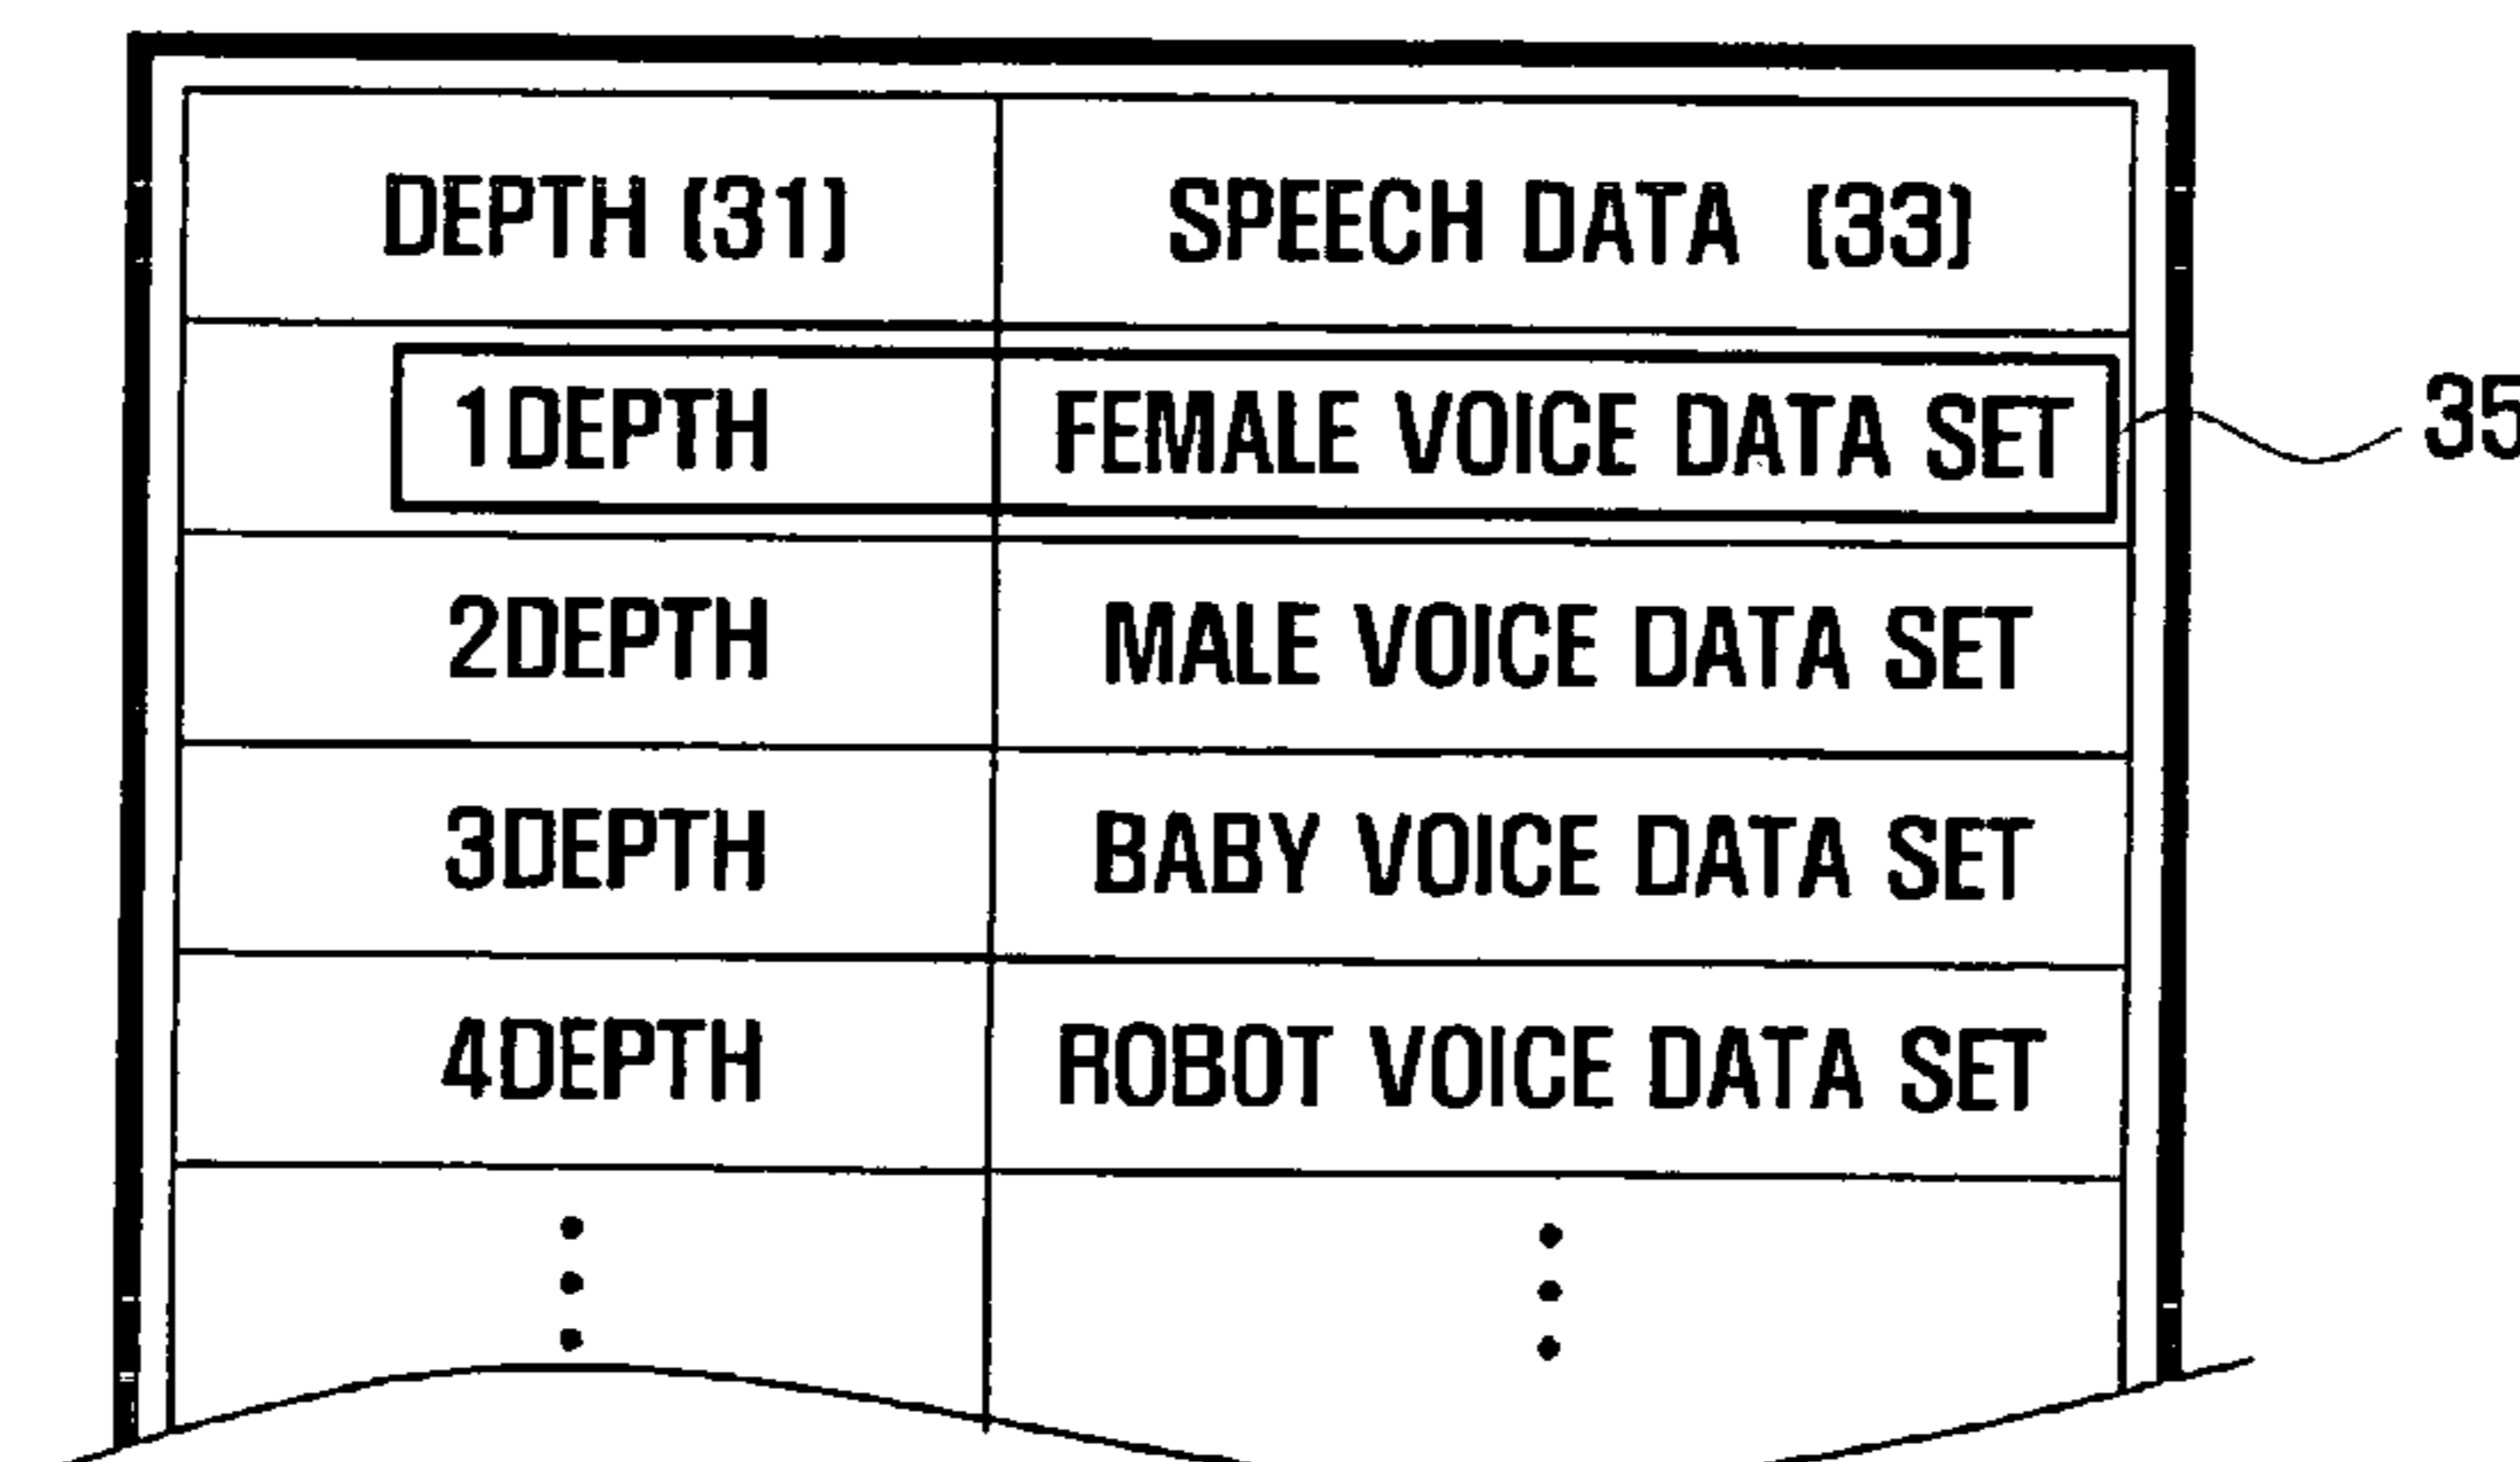 DEPTH (31) SPEECH DATA (33)
1DEPTH FEMALE VOICE DATA SET 35
2DEPTH MALE VOICE DATA SET
3DEPTH BABY VOICE DATA SET
4DEPTH ROBOT VOICE DATA SET